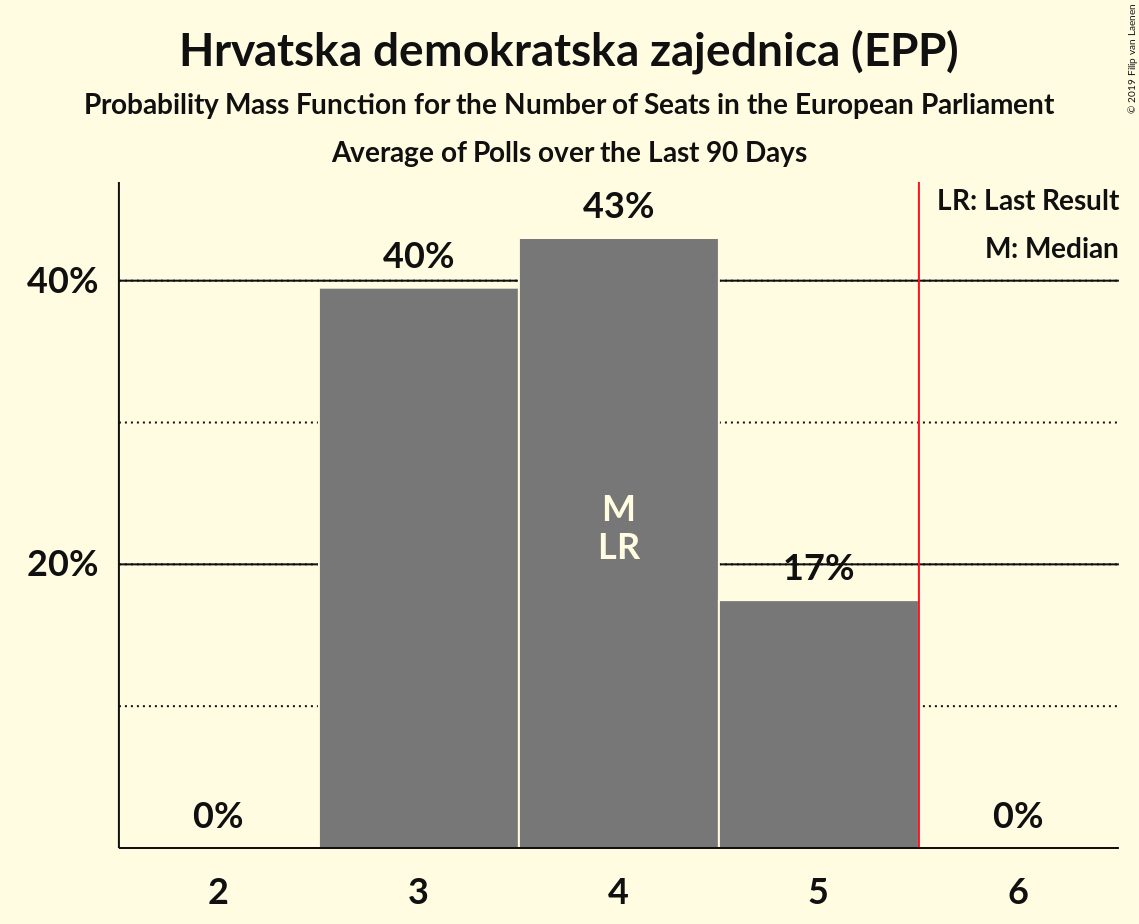 Hrvatska demokratska zajednica (EPP)
Probability Mass Function for the Number of Seats in the European Parliament
Average of Polls over the Last 90 Days
© 2019 Filip van Laenen
LR: Last Result
M: Median
43%
40%
40%
M
LR
20%
17%
0%
0%
2
3
4
5
6